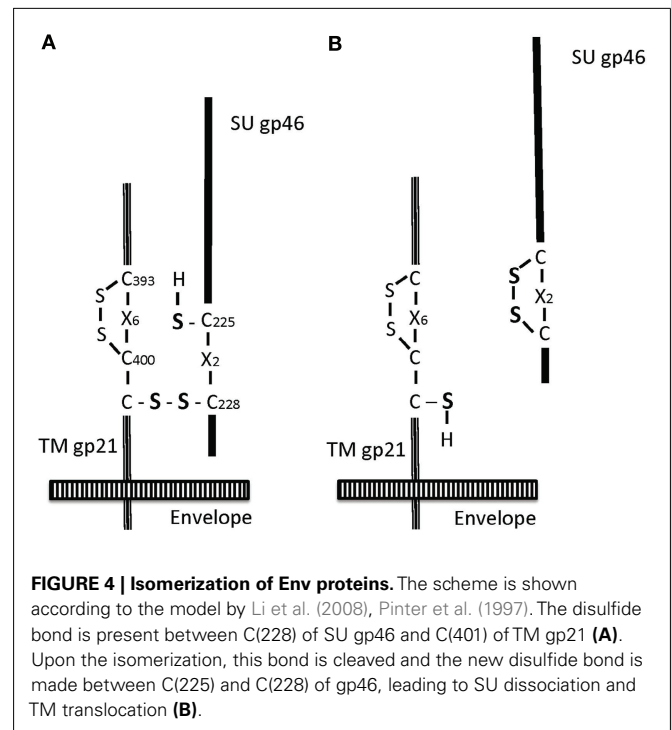 A
B
SU gp46
SU gp46
H
C393
S
S - C225
C
S
X6
S
X2
C400
C - S - S - C228
TM gp21
Envelope
C
S
X2
S
C
C
S
X6
S
C
C – S
H
TM gp21
Envelope
FIGURE 4 | Isomerization of Env proteins. The scheme is shown
according to the model by Li et al. (2008), Pinter et al. (1997). The disulfide
bond is present between C(228) of SU gp46 and C(401) of TM gp21 (A).
Upon the isomerization, this bond is cleaved and the new disulfide bond is
made between C(225) and C(228) of gp46, leading to SU dissociation and
TM translocation (B).